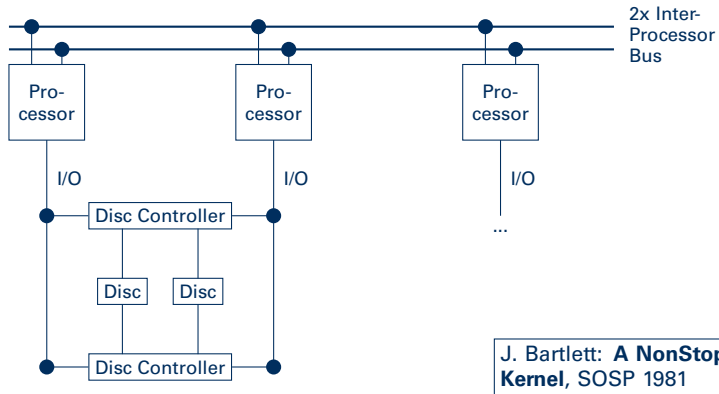 2x Inter-
Processor
Bus
Pro-
cessor
Pro-
cessor
Pro-
cessor
I/O
I/O
I/O
Disc Controller
...
Disc
Disc
J. Bartlett: A NonStop
Kernel, SOSP 1981
Disc Controller